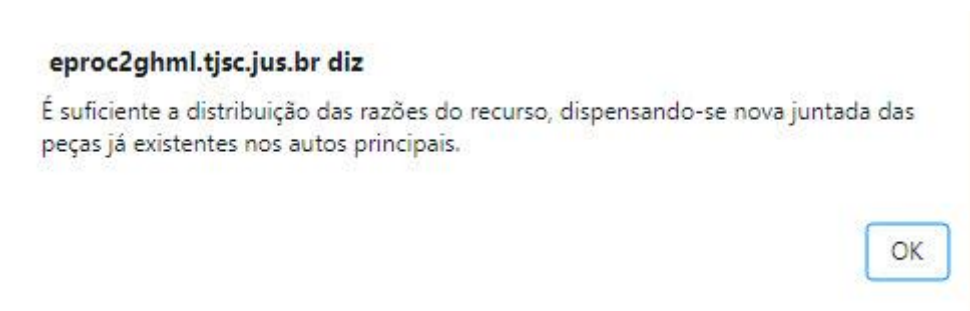 eproc2ghml.tjsc.jus.br diz
É suficiente a distribuição das razões do recurso, dispensando-se nova juntada das
peças já existentes nos autos principais.
OK